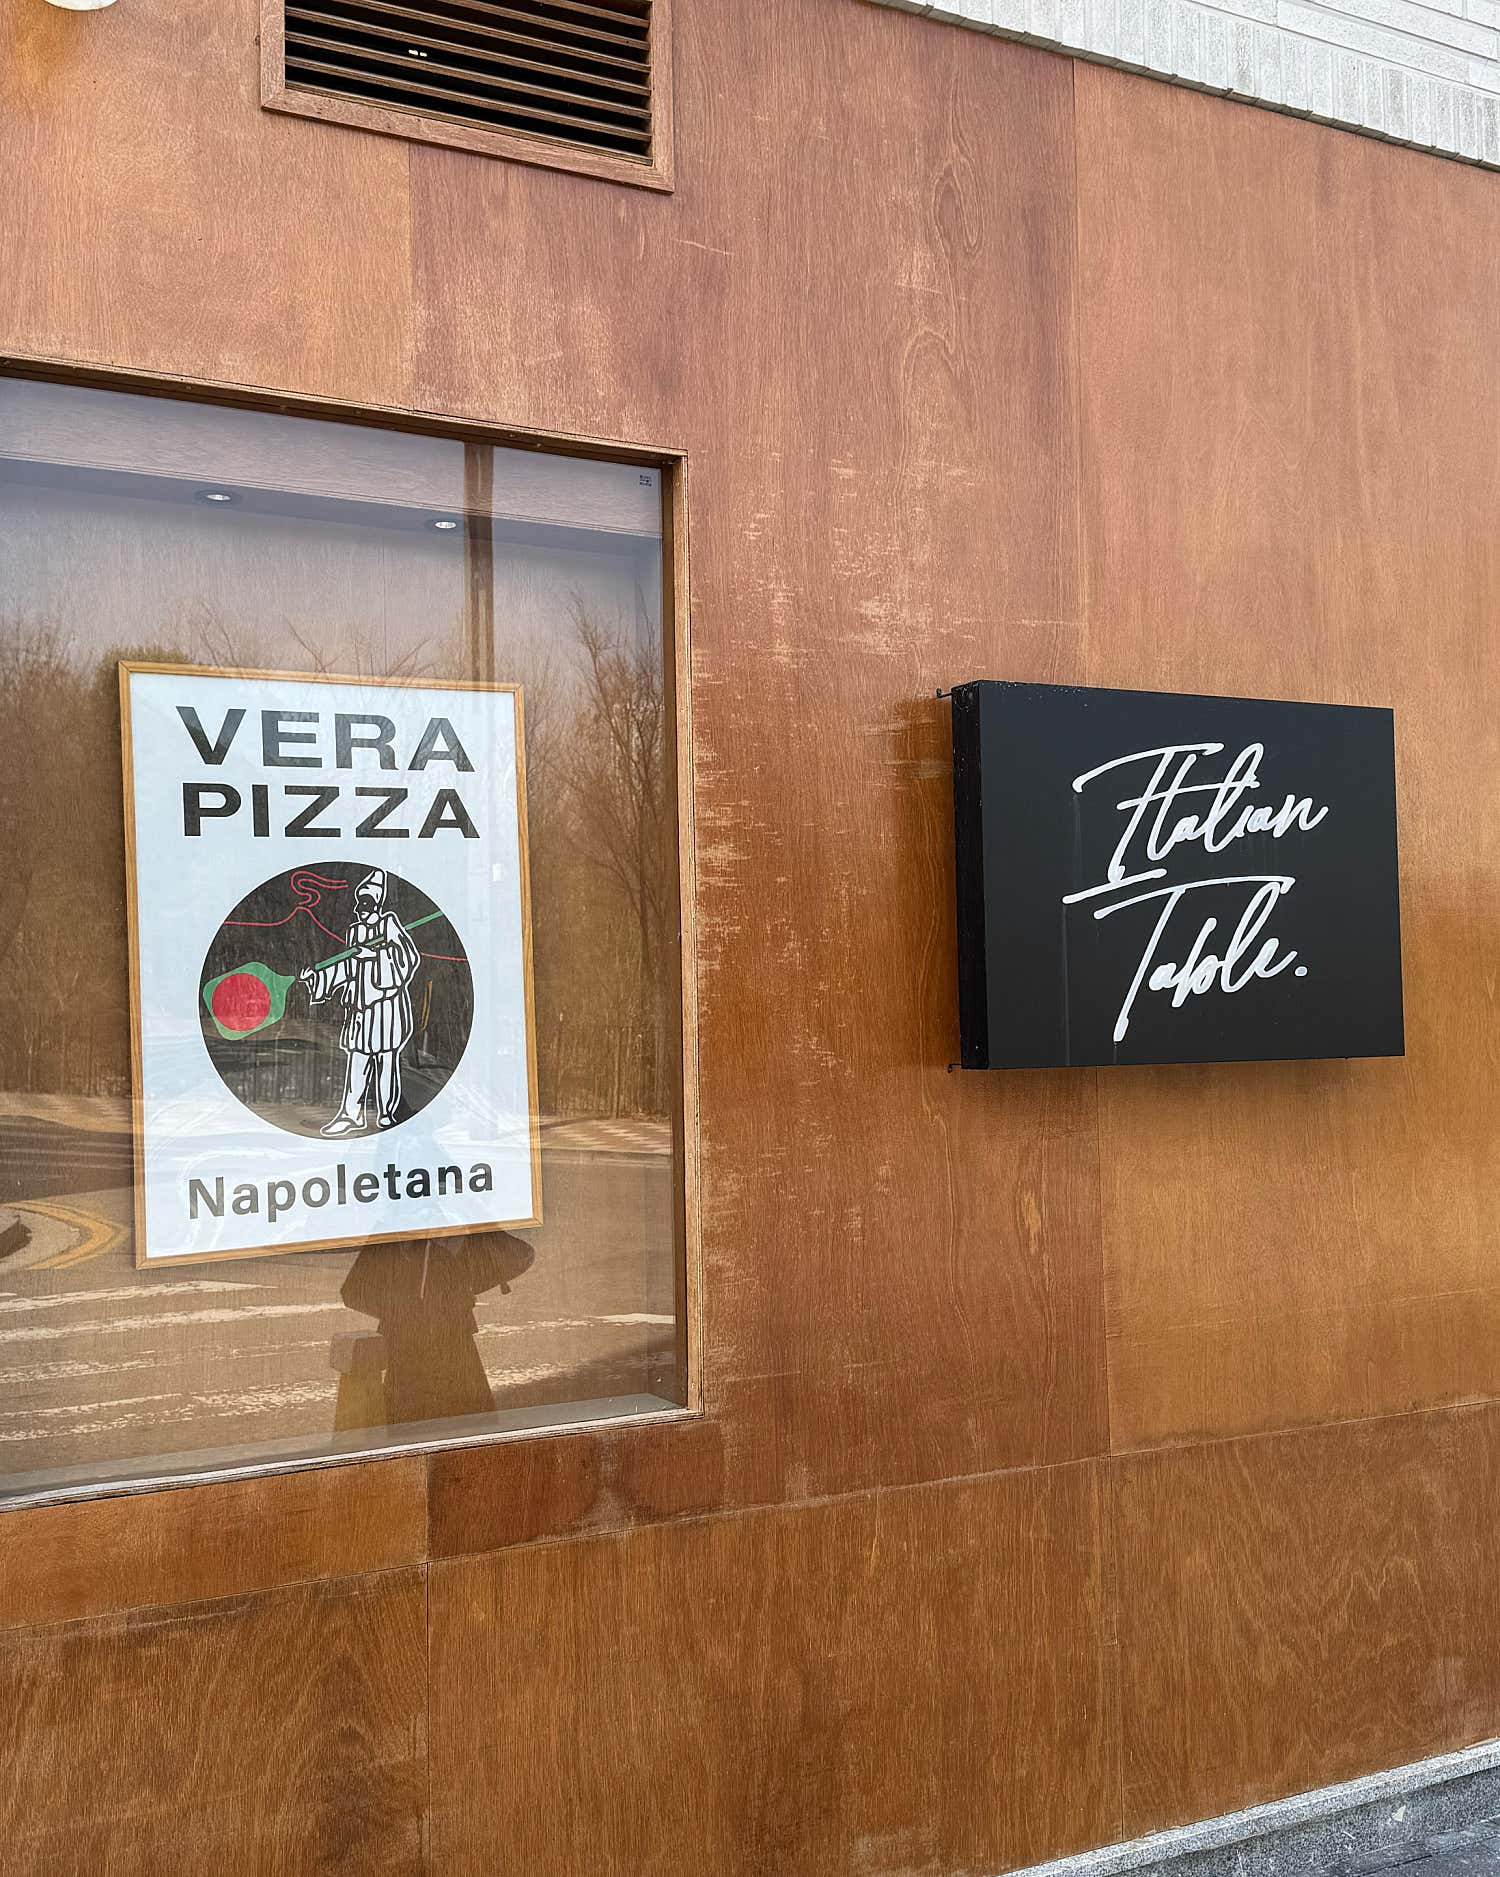 VERA
PIZZA
Napoletana
Italian
Table.